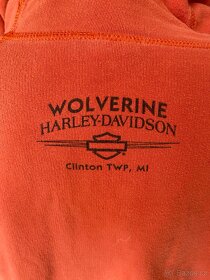 WOLVERINE
HARLEY-DAVIDSON
Clinton TWP, MI